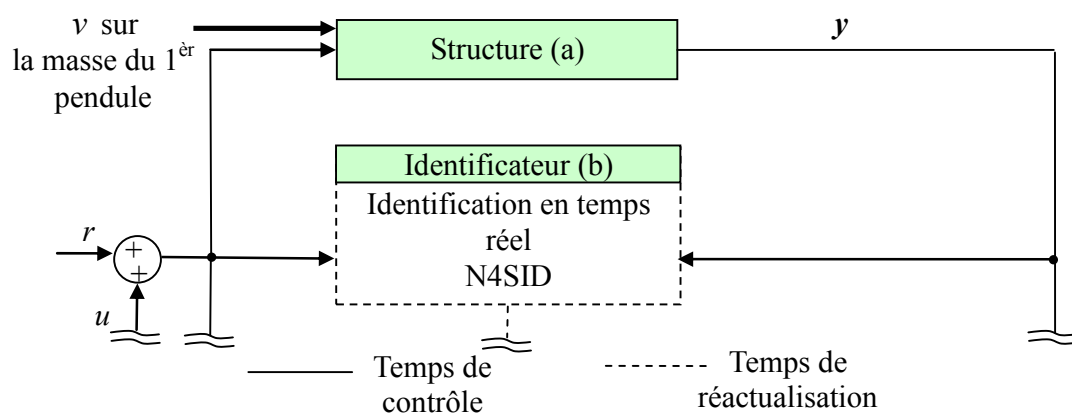 v sur
la masse du 1èr
pendule
Structure (a)
y
Identificateur (b)
Identification en temps
réel
N4SID
r
+
+
u
Temps de
contrôle
Temps de
réactualisation